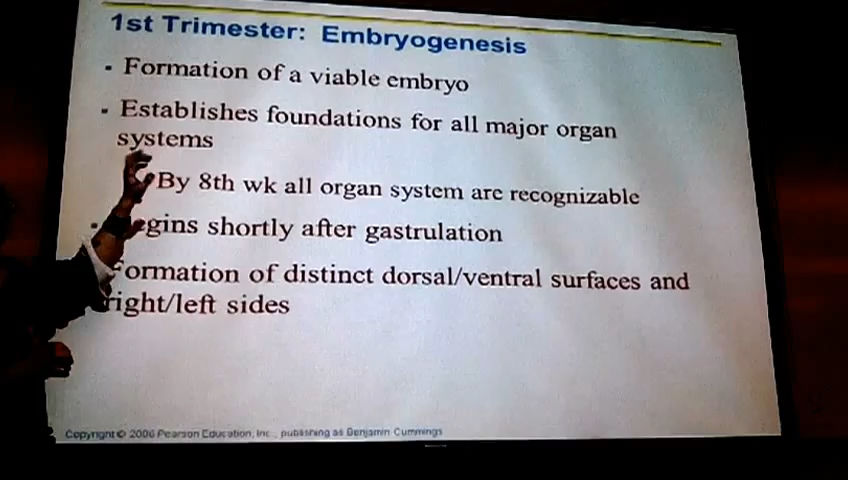 1st Trimester: Embryogenesis
▪ Formation of a viable embryo
▪ Establishes foundations for all major organ
systems
By 8th wk all organ system are recognizable
shortly after gastrulation
Formation of distinct dorsal/ventral surfaces and
right/left sides
Copyright © 2006 Pearson Education, Inc., publishing as Benjamin Cummings